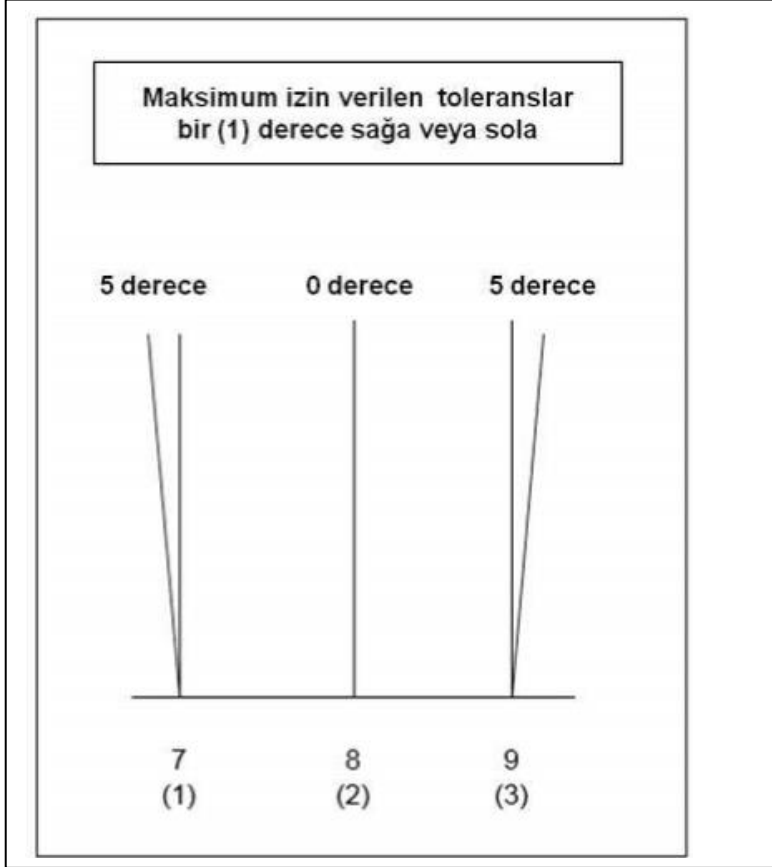 Maksimum izin verilen toleranslar
bir (1) derece sağa veya sola
5 derece 0 derece 5 derece
7 8 9
(1) (2) (3)